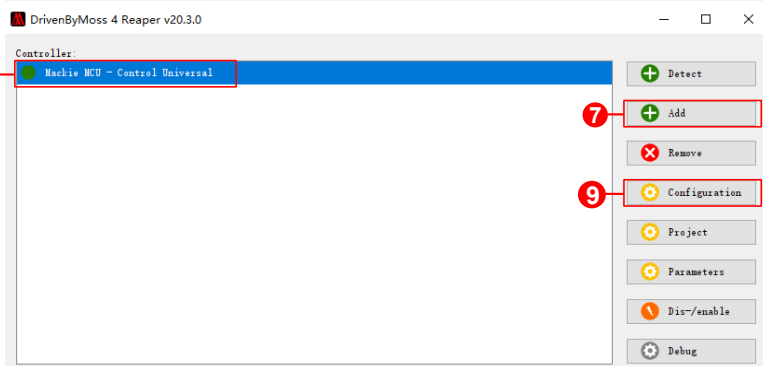 DrivenByMoss 4 Reaper v20.3.0
Controller:
Mackie MCU - Control Universal
Detect
7
Add
Remove
9
Configuration
Project
Parameters
Dis-/enable
Debug